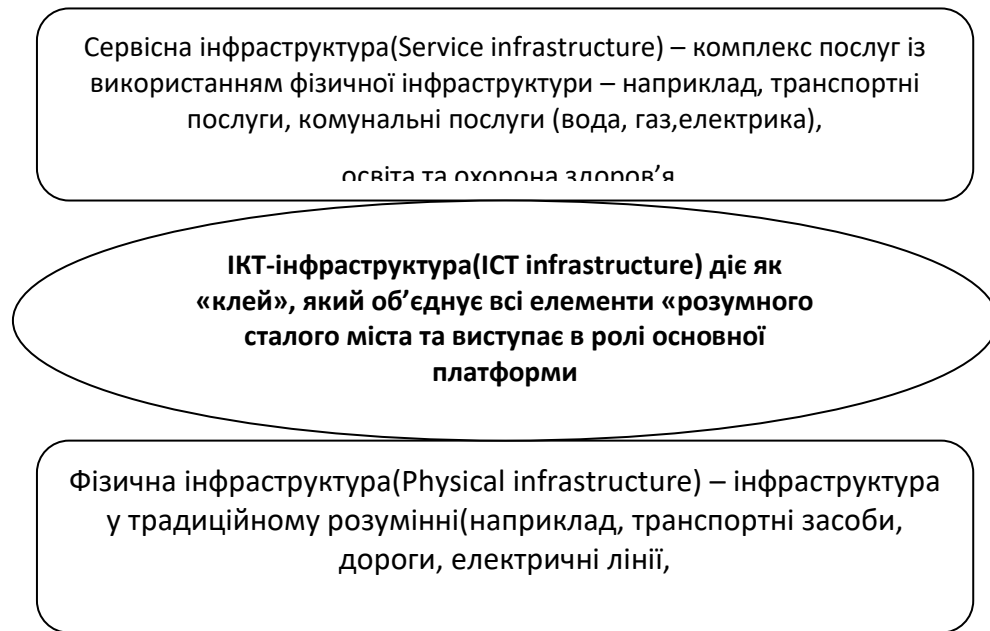 Сервісна інфраструктура(Service infrastructure) – комплекс послуг із
використанням фізичної інфраструктури – наприклад, транспортні
послуги, комунальні послуги (вода, газ,електрика),
освіта та охорона здоров’я
ІКТ-інфраструктура(ICT infrastructure) діє як
«клей», який об’єднує всі елементи «розумного
сталого міста та виступає в ролі основної
платформи
Фізична інфраструктура(Physical infrastructure) – інфраструктура
у традиційному розумінні(наприклад, транспортні засоби,
дороги, електричні лінії,